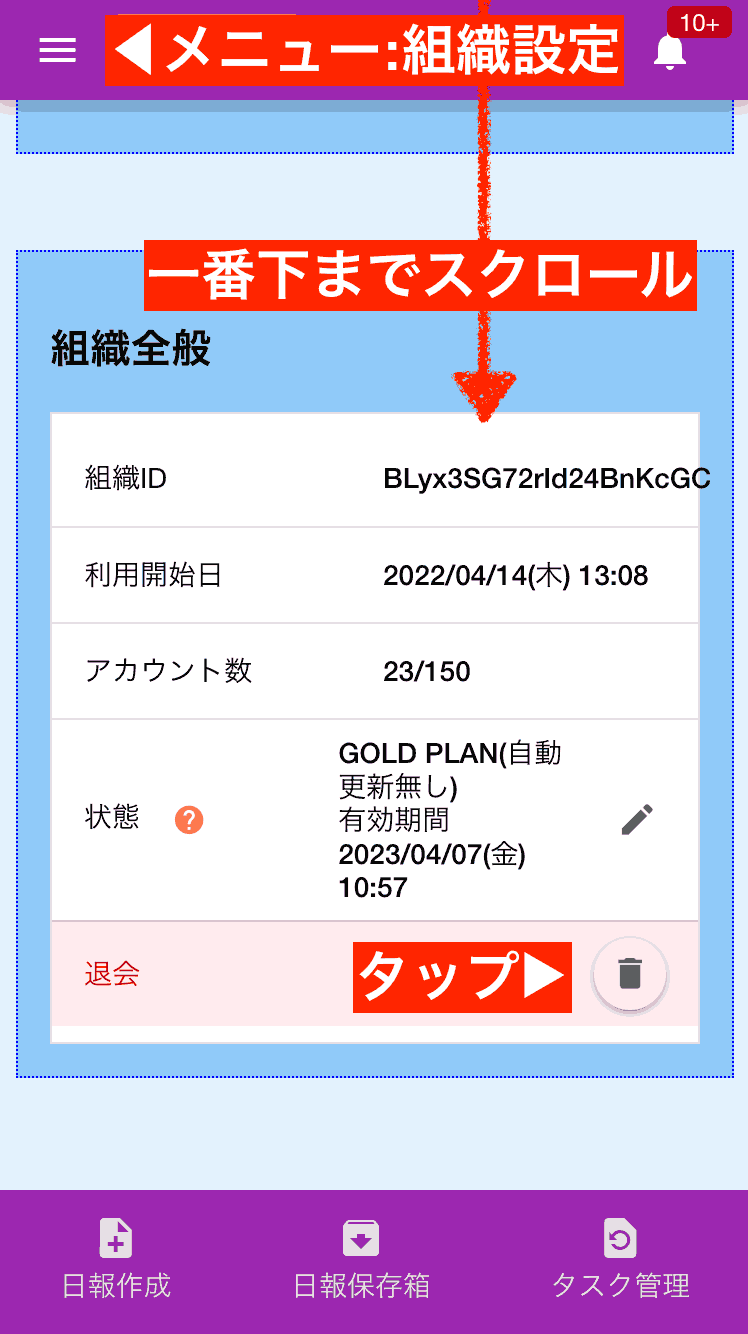 10+
◀メニュー:組織設定
一番下までスクロール
組織全般
組織ID
BLyx3SG72rId24BnKcGC
利用開始日
2022/04/14(木) 13:08
アカウント数
23/150
状態
?
GOLD PLAN(自動
更新無し)
有効期間
2023/04/07(金)
10:57
退会
タップ▶
日報作成
日報保存箱
タスク管理